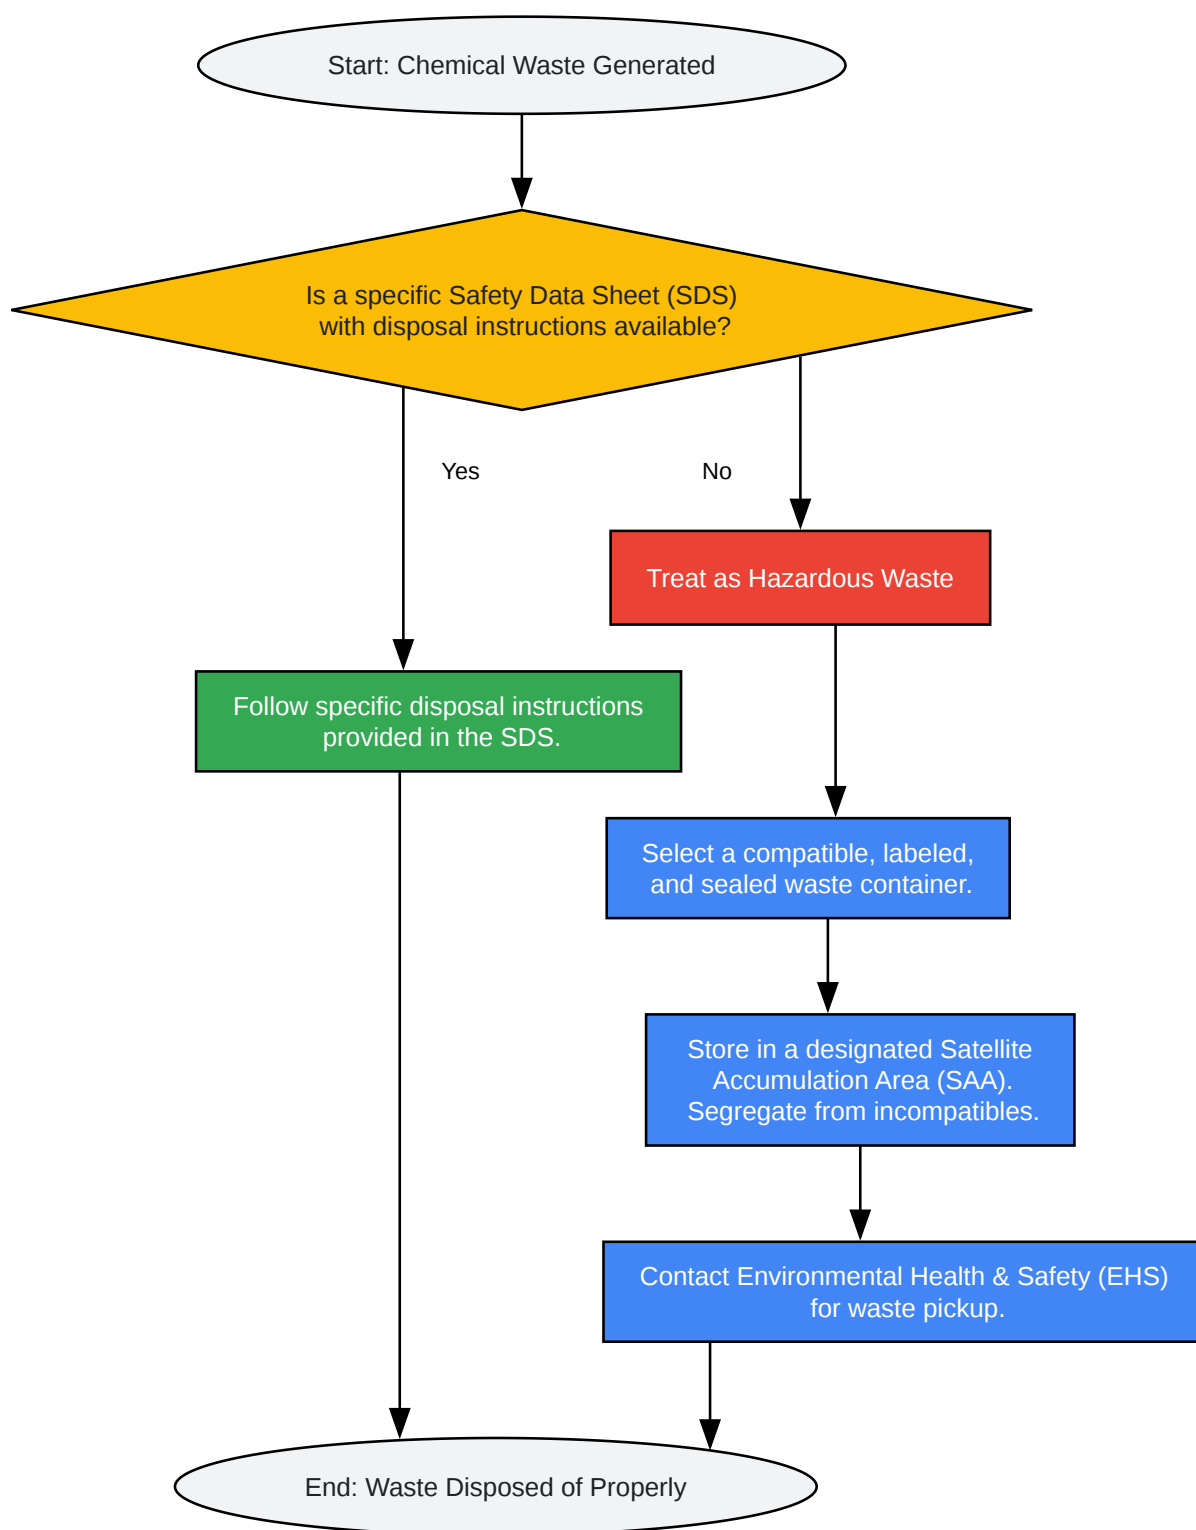 Start: Chemical Waste Generated
Is a specific Safety Data Sheet (SDS)
with disposal instructions available?
Yes
No
Treat as Hazardous Waste
Follow specific disposal instructions
provided in the SDS.
Select a compatible, labeled,
and sealed waste container.
Store in a designated Satellite
Accumulation Area (SAA).
Segregate from incompatibles.
Contact Environmental Health & Safety (EHS)
for waste pickup.
End: Waste Disposed of Properly